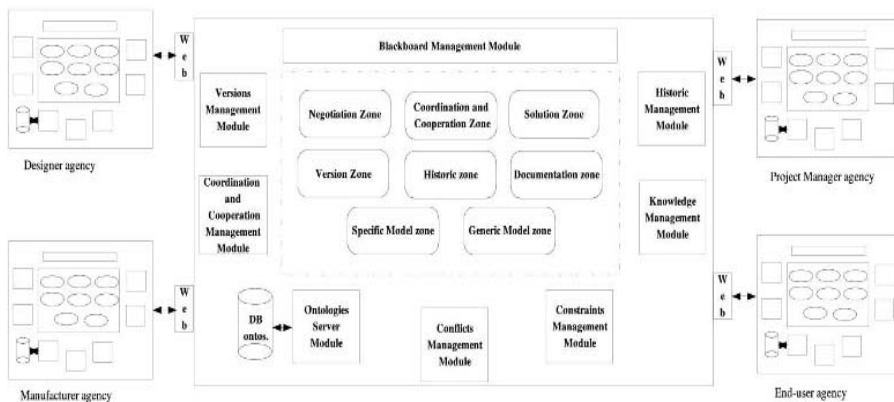 Blackboard Management Module
W
e
b
W
e
b
Versions
Management
Module
Historic
Management
Module
Negotiation Zone
Coordination and
Cooperation Zone
Solution Zone
Designer agency
Project Manager agency
Version Zone
Historic zone
Documentation zone
Coordination
and
Cooperation
Management
Module
Knowledge
Management
Module
Specific Model zone
Generic Model zone
W
e
b
W
e
b
DB
ontos.
Ontologies
Server
Module
Conflicts
Management
Module
Constraints
Management
Module
Manufacturer agency
End-user agency